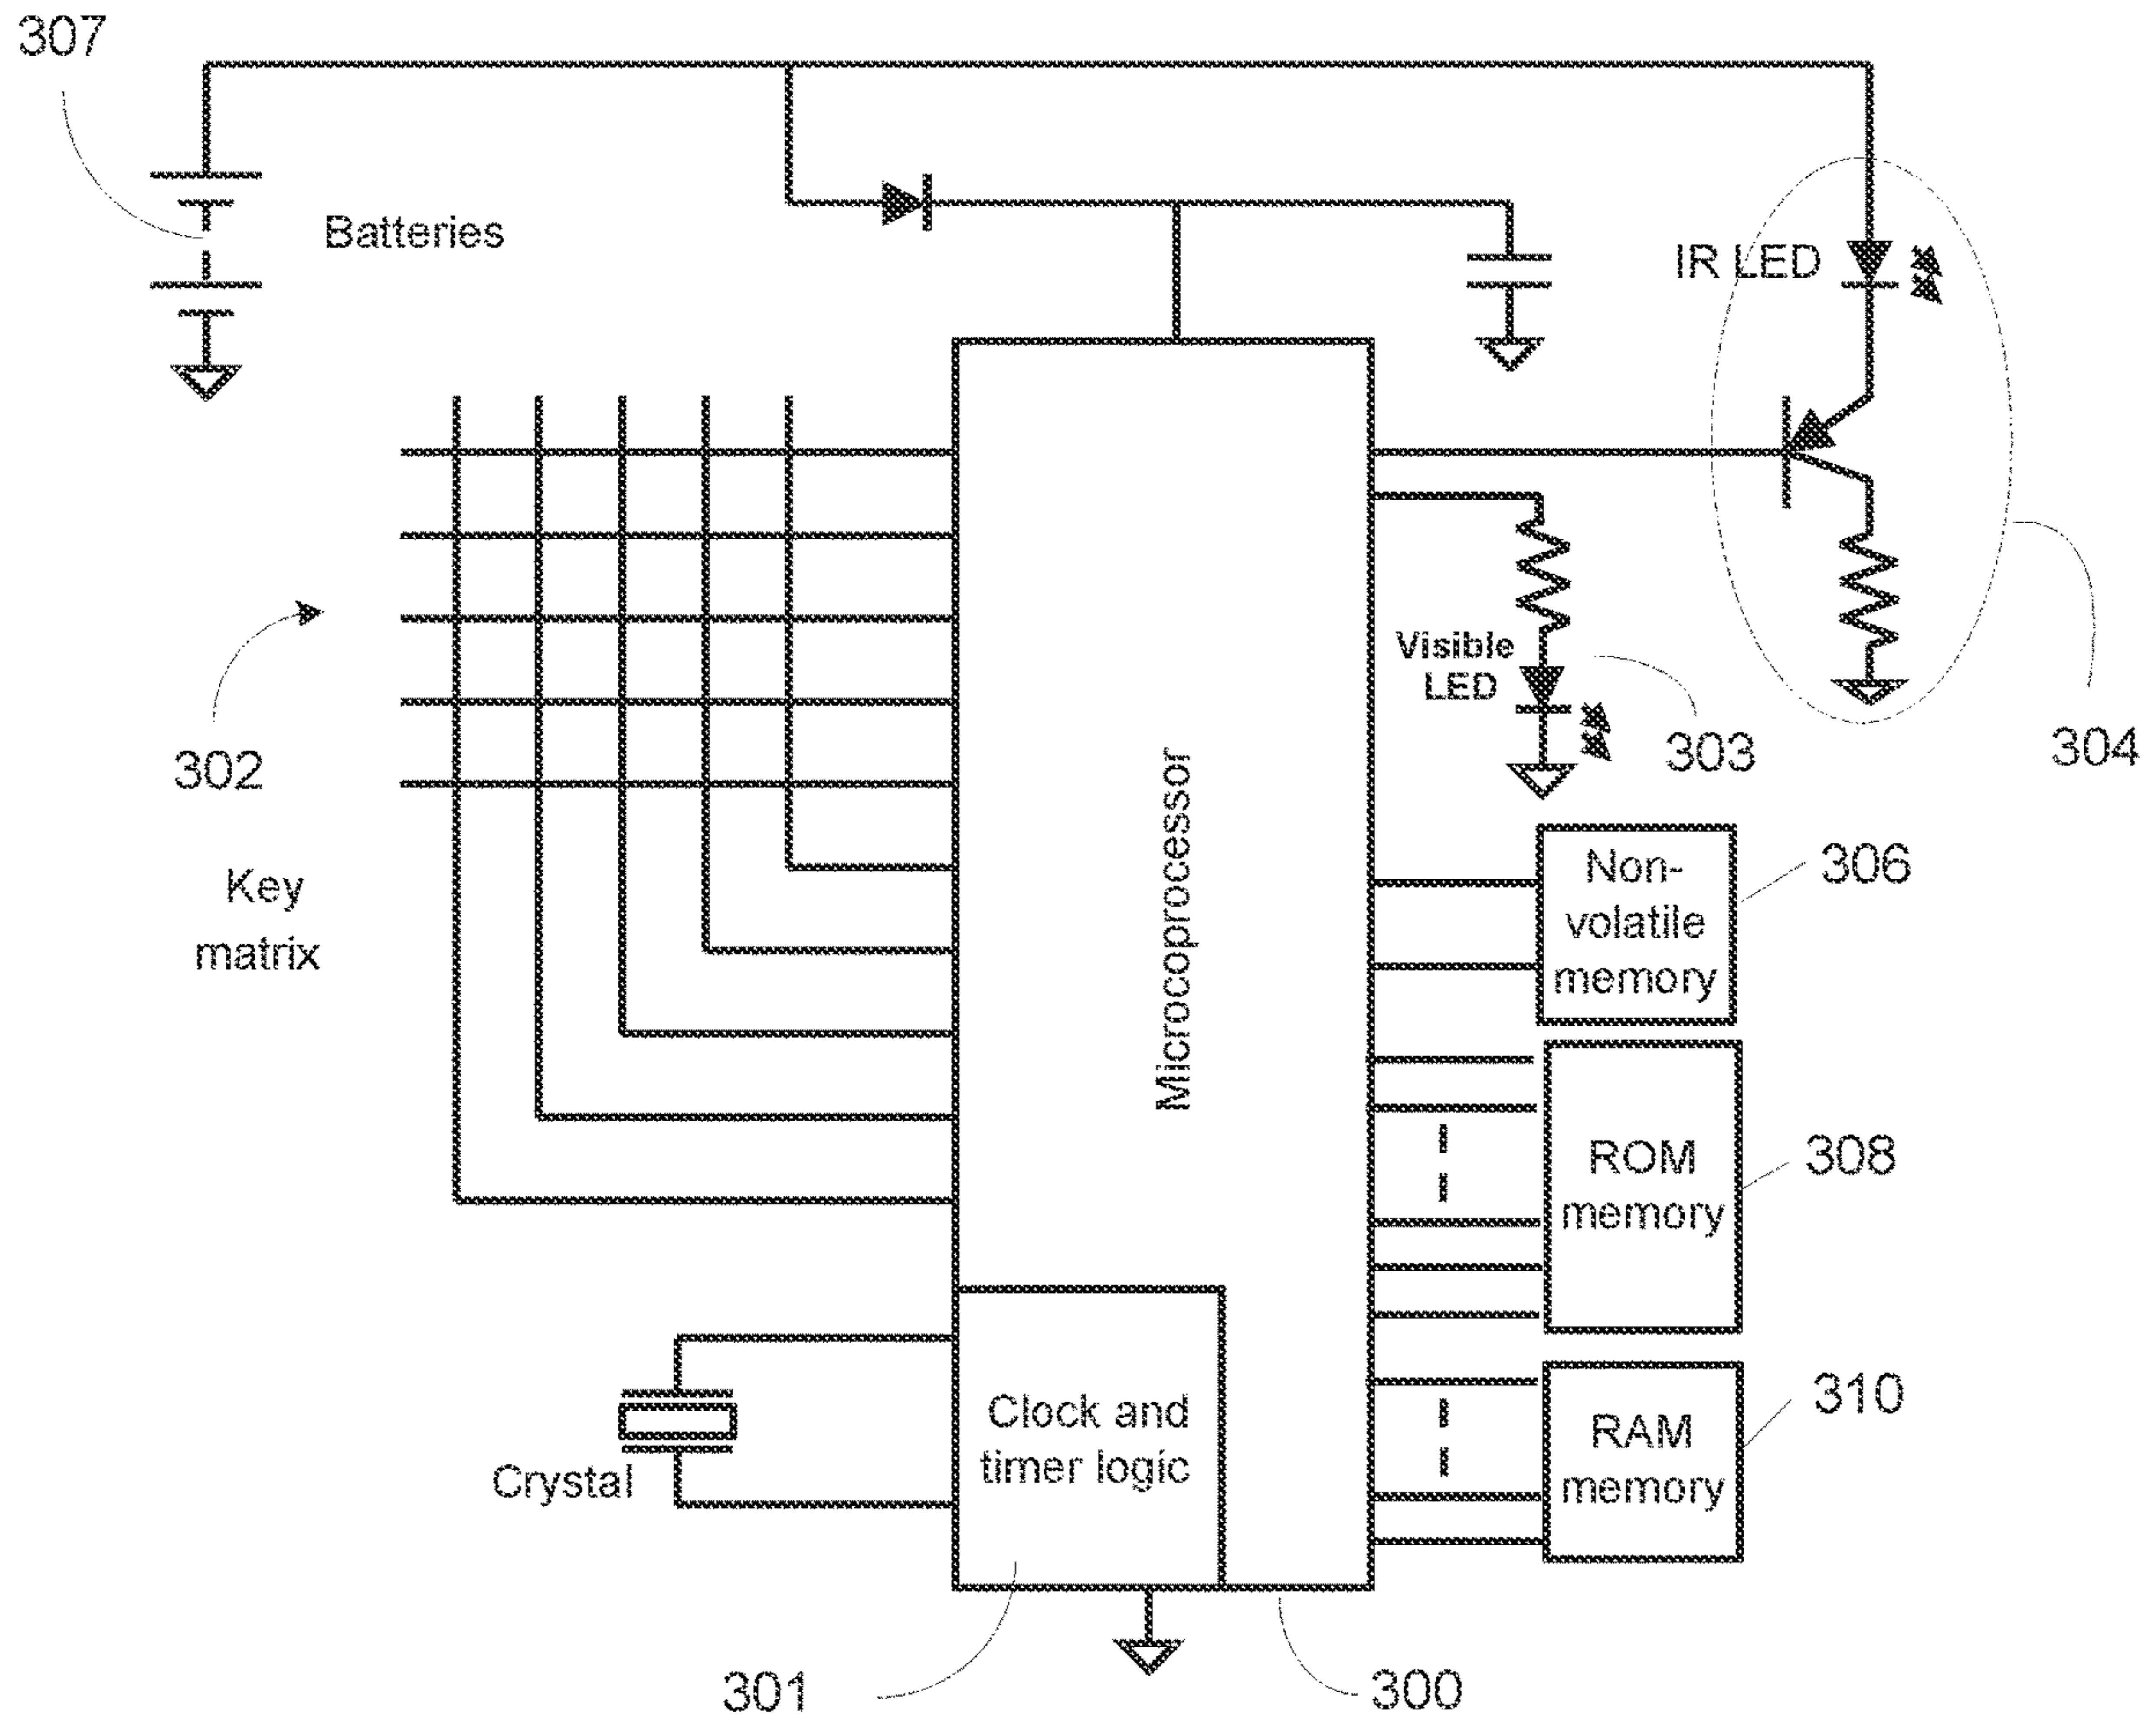 307
Batteries
IR LED
302
Key
matrix
Microcoprocessor
Visible
LED
303
304
Non-
volatile
memory
306
ROM
memory
308
RAM
memory
310
Crystal
Clock and
timer logic
301
300